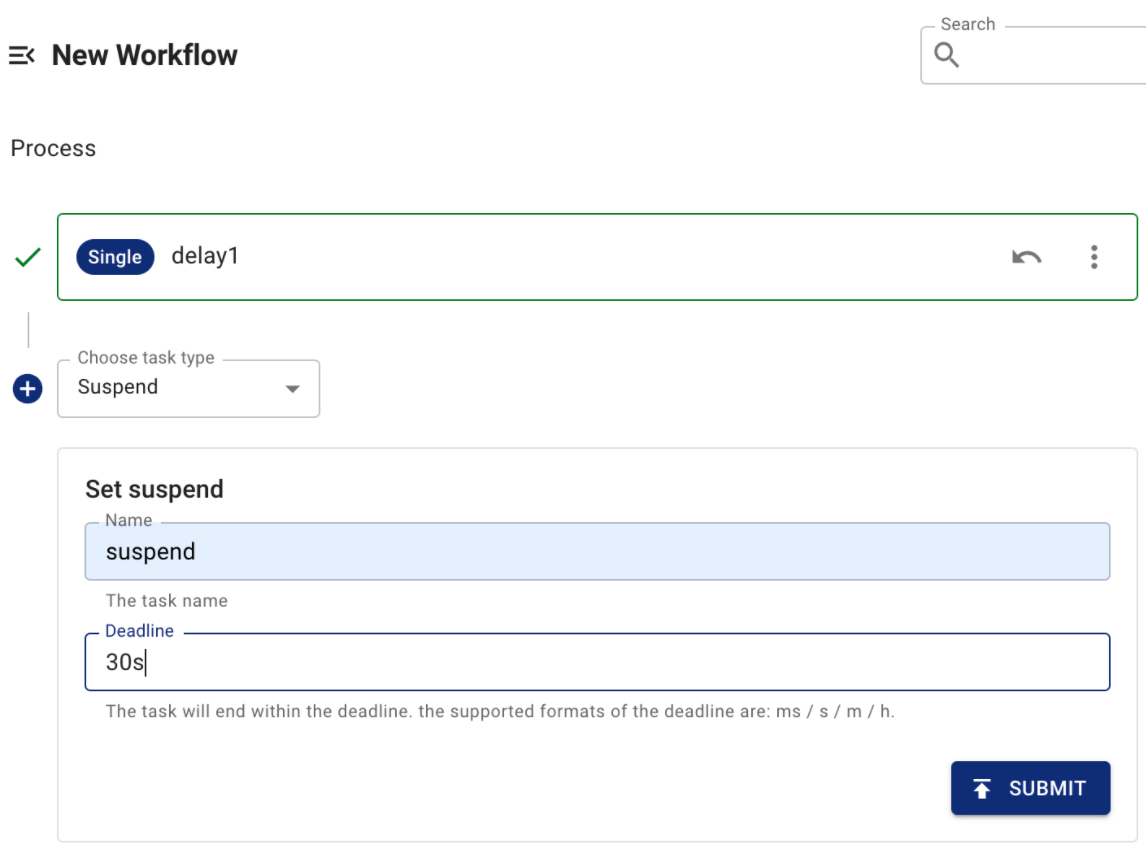 Search
New Workflow
Process
Single delay1
Choose task type
Suspend
Set suspend
Name
suspend
The task name
Deadline
30s
The task will end within the deadline. the supported formats of the deadline are: ms / s / m / h.
SUBMIT